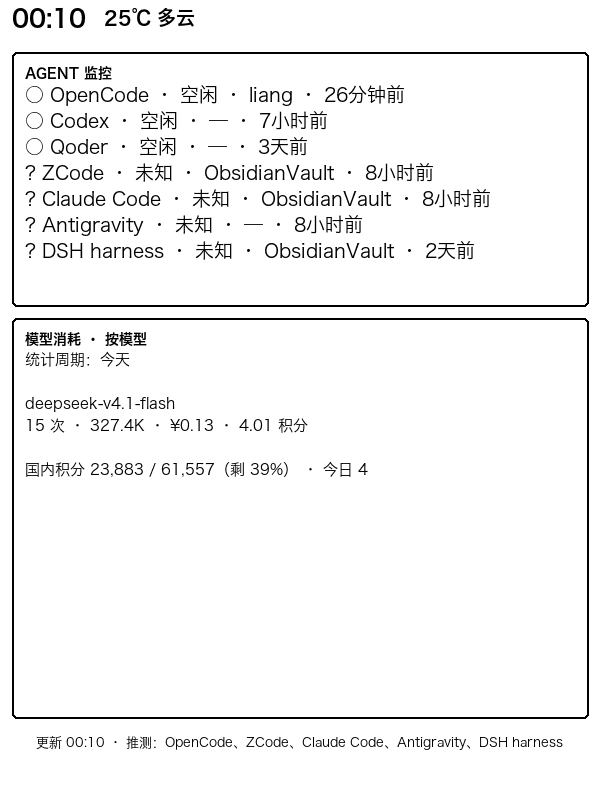 00:10 25℃ 多云
AGENT 监控
○ OpenCode · 空闲 · liang · 26分钟前
○ Codex · 空闲 · — · 7小时前
○ Qoder · 空闲 · — · 3天前
? ZCode · 未知 · ObsidianVault · 8小时前
? Claude Code · 未知 · ObsidianVault · 8小时前
? Antigravity · 未知 · — · 8小时前
? DSH harness · 未知 · ObsidianVault · 2天前
模型消耗 · 按模型
统计周期：今天
deepseek-v4.1-flash
15 次 · 327.4K · ¥0.13 · 4.01 积分
国内积分 23,883 / 61,557（剩 39%） · 今日 4
更新 00:10 · 推测：OpenCode、ZCode、Claude Code、Antigravity、DSH harness